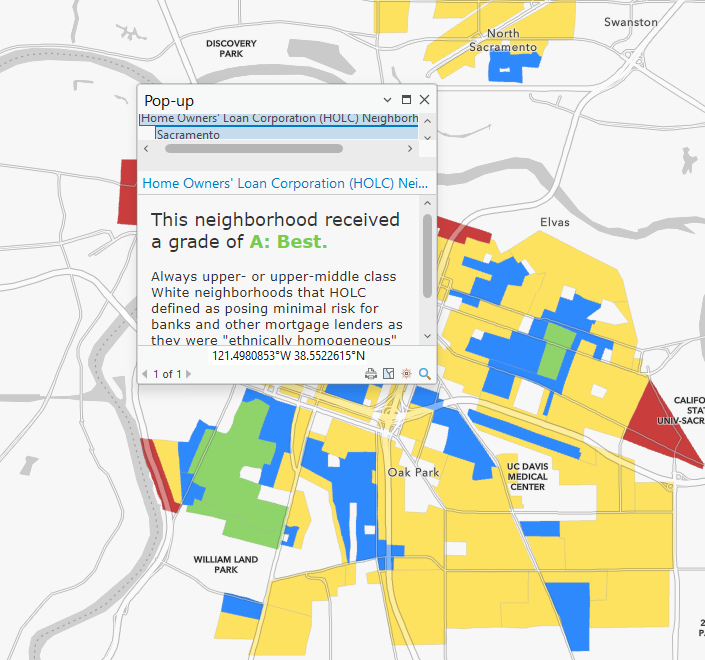 Swanston
North
Sacramento
DISCOVERY
PARK
Pop-up
Home Owners' Loan Corporation (HOLC) Neighborh
Sacramento
Home Owners' Loan Corporation (HOLC) Nei...
This neighborhood received
a grade of A: Best.
Always upper- or upper-middle class
White neighborhoods that HOLC
defined as posing minimal risk for
banks and other mortgage lenders as
they were "ethnically homogeneous"
121.4980853°W 38.5522615°N
1 of 1
Elvas
CALIFO
STAT
UNIV-SACR
Oak Park
UC DAVIS
MEDICAL
CENTER
WILLIAM LAND
PARK
2
P